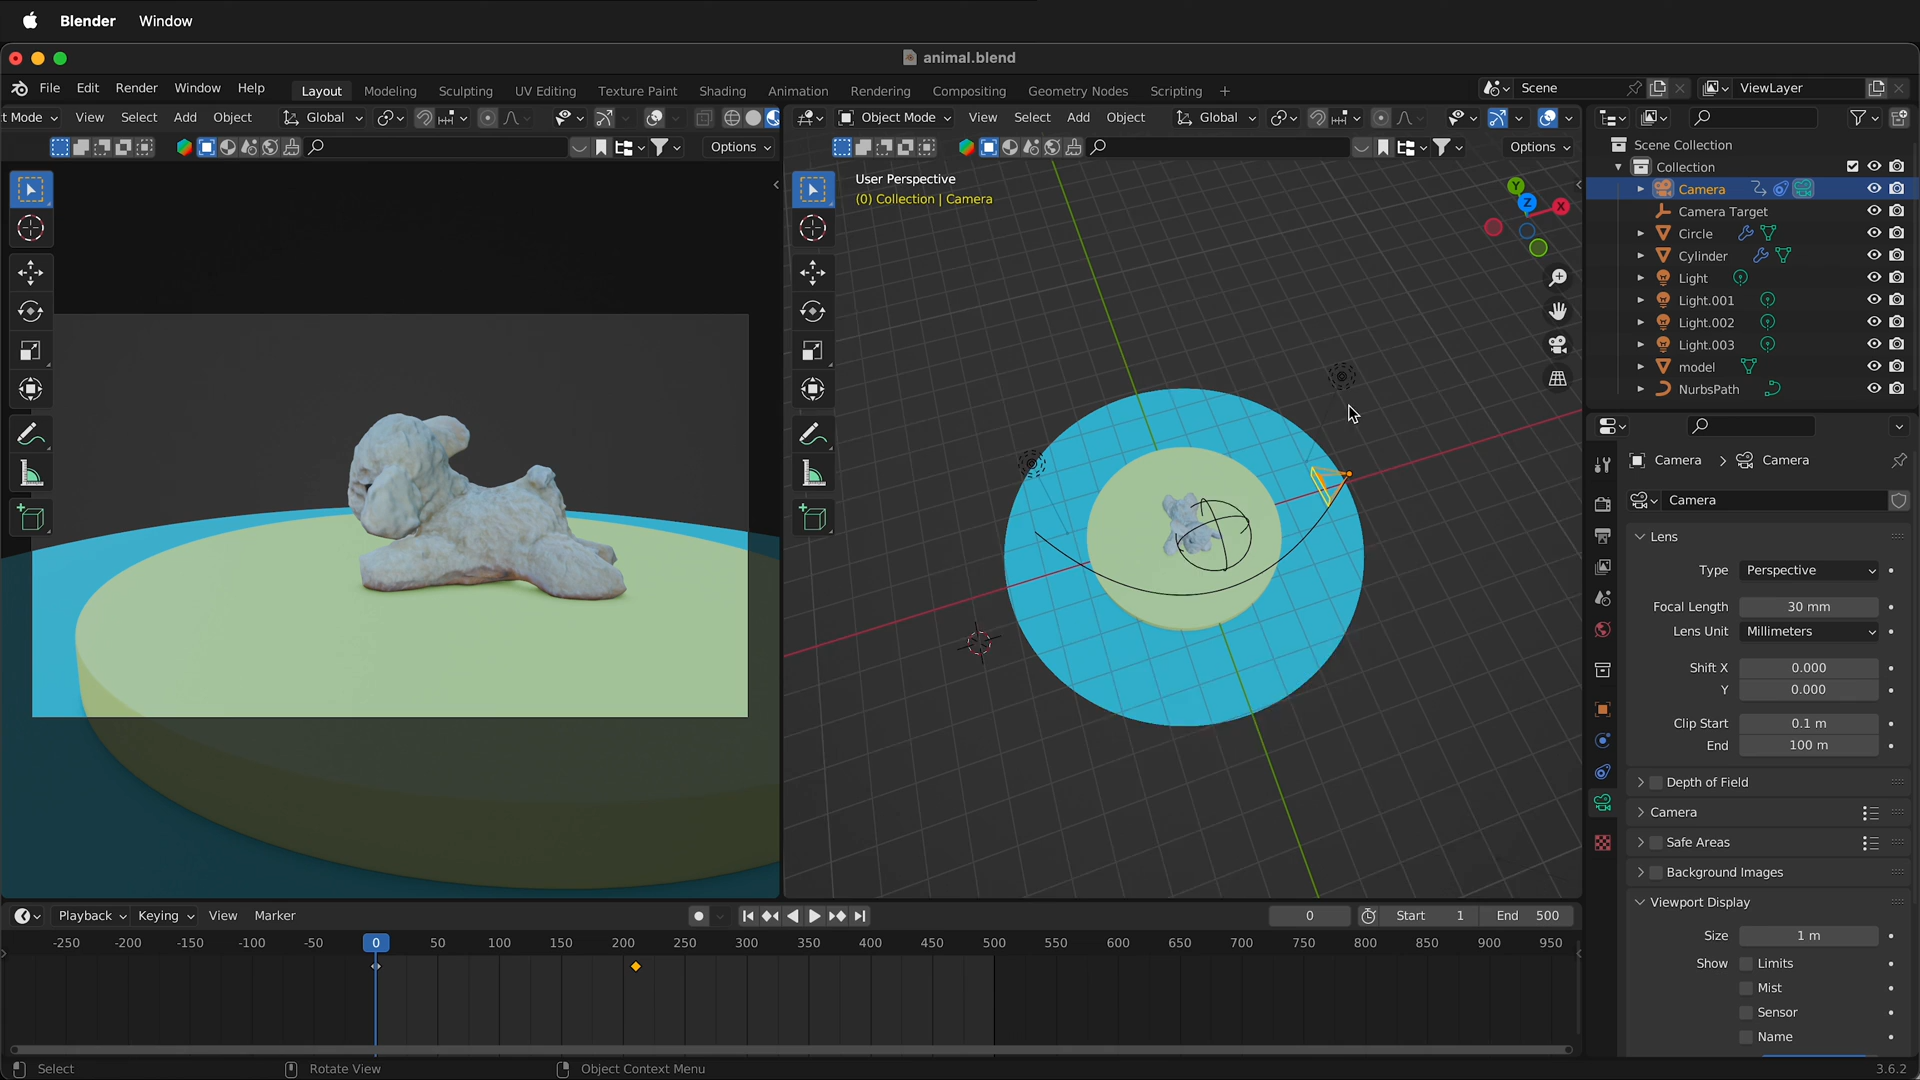 Blender Window
animal.blend
File Edit Render Window Help Layout Modeling Sculpting UV Editing Texture Paint Shading Animation Rendering Compositing Geometry Nodes Scripting + Scene ViewLayer
t Mode View Select Add Object Global Object Mode View Select Add Object Global
Options Options
User Perspective
(0) Collection | Camera
Y
Z
X
Scene Collection
Collection
Camera
Camera Target
Circle
Cylinder
Light
Light.001
Light.002
Light.003
model
NurbsPath
Camera > Camera
Camera
Lens
Type Perspective
Focal Length 30 mm
Lens Unit Millimeters
Shift X 0.000
Y 0.000
Clip Start 0.1 m
End 100 m
Depth of Field
Camera
Safe Areas
Background Images
Viewport Display
Size 1 m
Show Limits
Mist
Sensor
Name
Playback Keying View Marker 0 Start 1 End 500
-250 -200 -150 -100 -50 0 50 100 150 200 250 300 350 400 450 500 550 600 650 700 750 800 850 900 950
Select Rotate View Object Context Menu 3.6.2